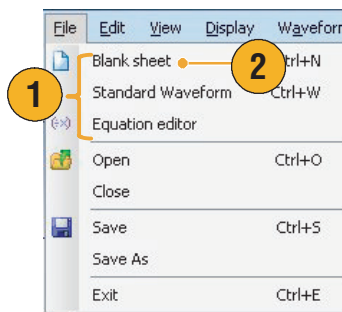 File Edit View Display Waveform
Blank sheet 2 Ctrl+N
1
Standard Waveform Ctrl+W
Equation editor
Open Ctrl+O
Close
Save Ctrl+S
Save As
Exit Ctrl+E